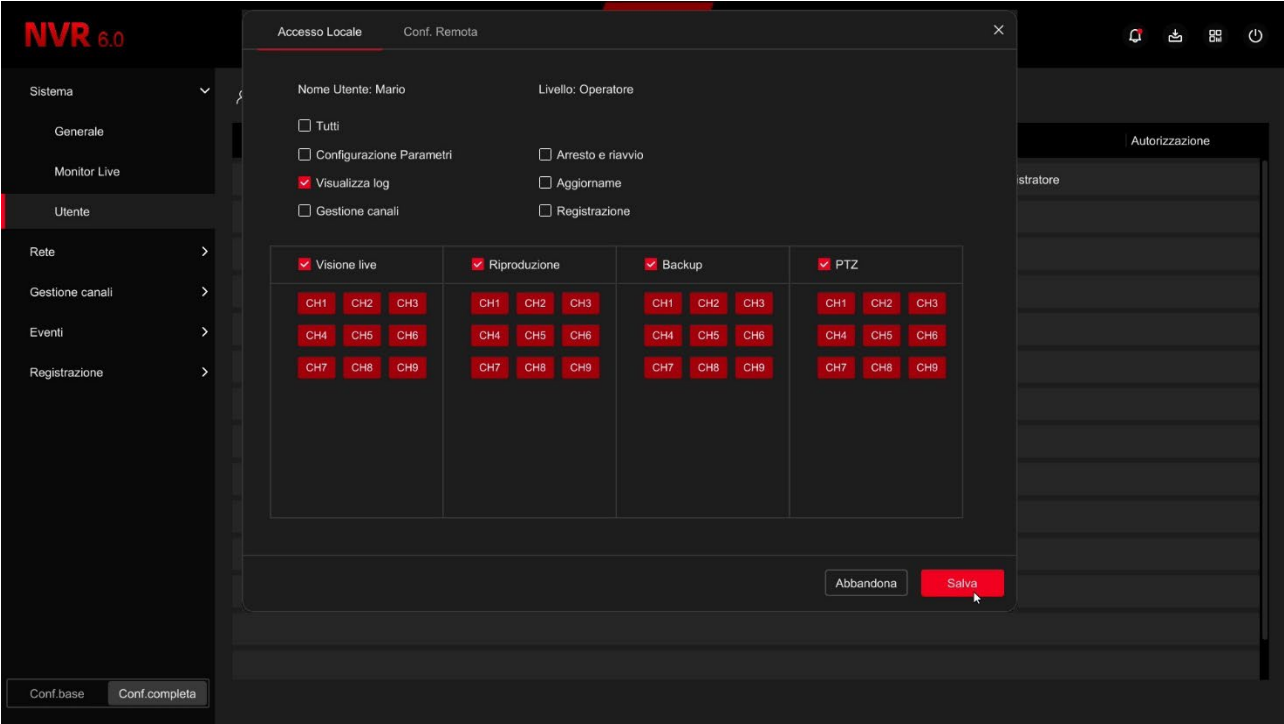 NVR 6.0
Accesso Locale Conf. Remota
Sistema
Generale
Monitor Live
Utente
Rete
Gestione canali
Eventi
Registrazione
Conf.base Conf.completa
Nome Utente: Mario Livello: Operatore
Tutti
Configurazione Parametri Arresto e riavvio
Visualizza log Aggiorname
Gestione canali Registrazione
Visione live Riproduzione Backup PTZ
CH1 CH2 CH3 CH1 CH2 CH3 CH1 CH2 CH3 CH1 CH2 CH3
CH4 CH5 CH6 CH4 CH5 CH6 CH4 CH5 CH6 CH4 CH5 CH6
CH7 CH8 CH9 CH7 CH8 CH9 CH7 CH8 CH9 CH7 CH8 CH9
Abbandona Salva
Autorizzazione
istratore